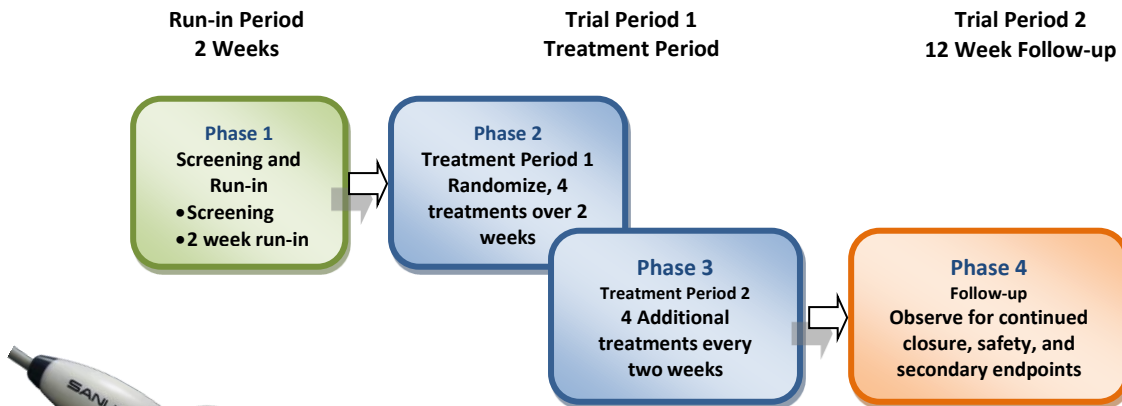 Run-in Period
2 Weeks
Trial Period 1
Treatment Period
Trial Period 2
12 Week Follow-up
Phase 1
Screening and
Run-in
•Screening
•2 week run-in
Phase 2
Treatment Period 1
Randomize, 4
treatments over 2
weeks
Phase 3
Treatment Period 2
4 Additional
treatments every
two weeks
Phase 4
Follow-up
Observe for continued
closure, safety, and
secondary endpoints